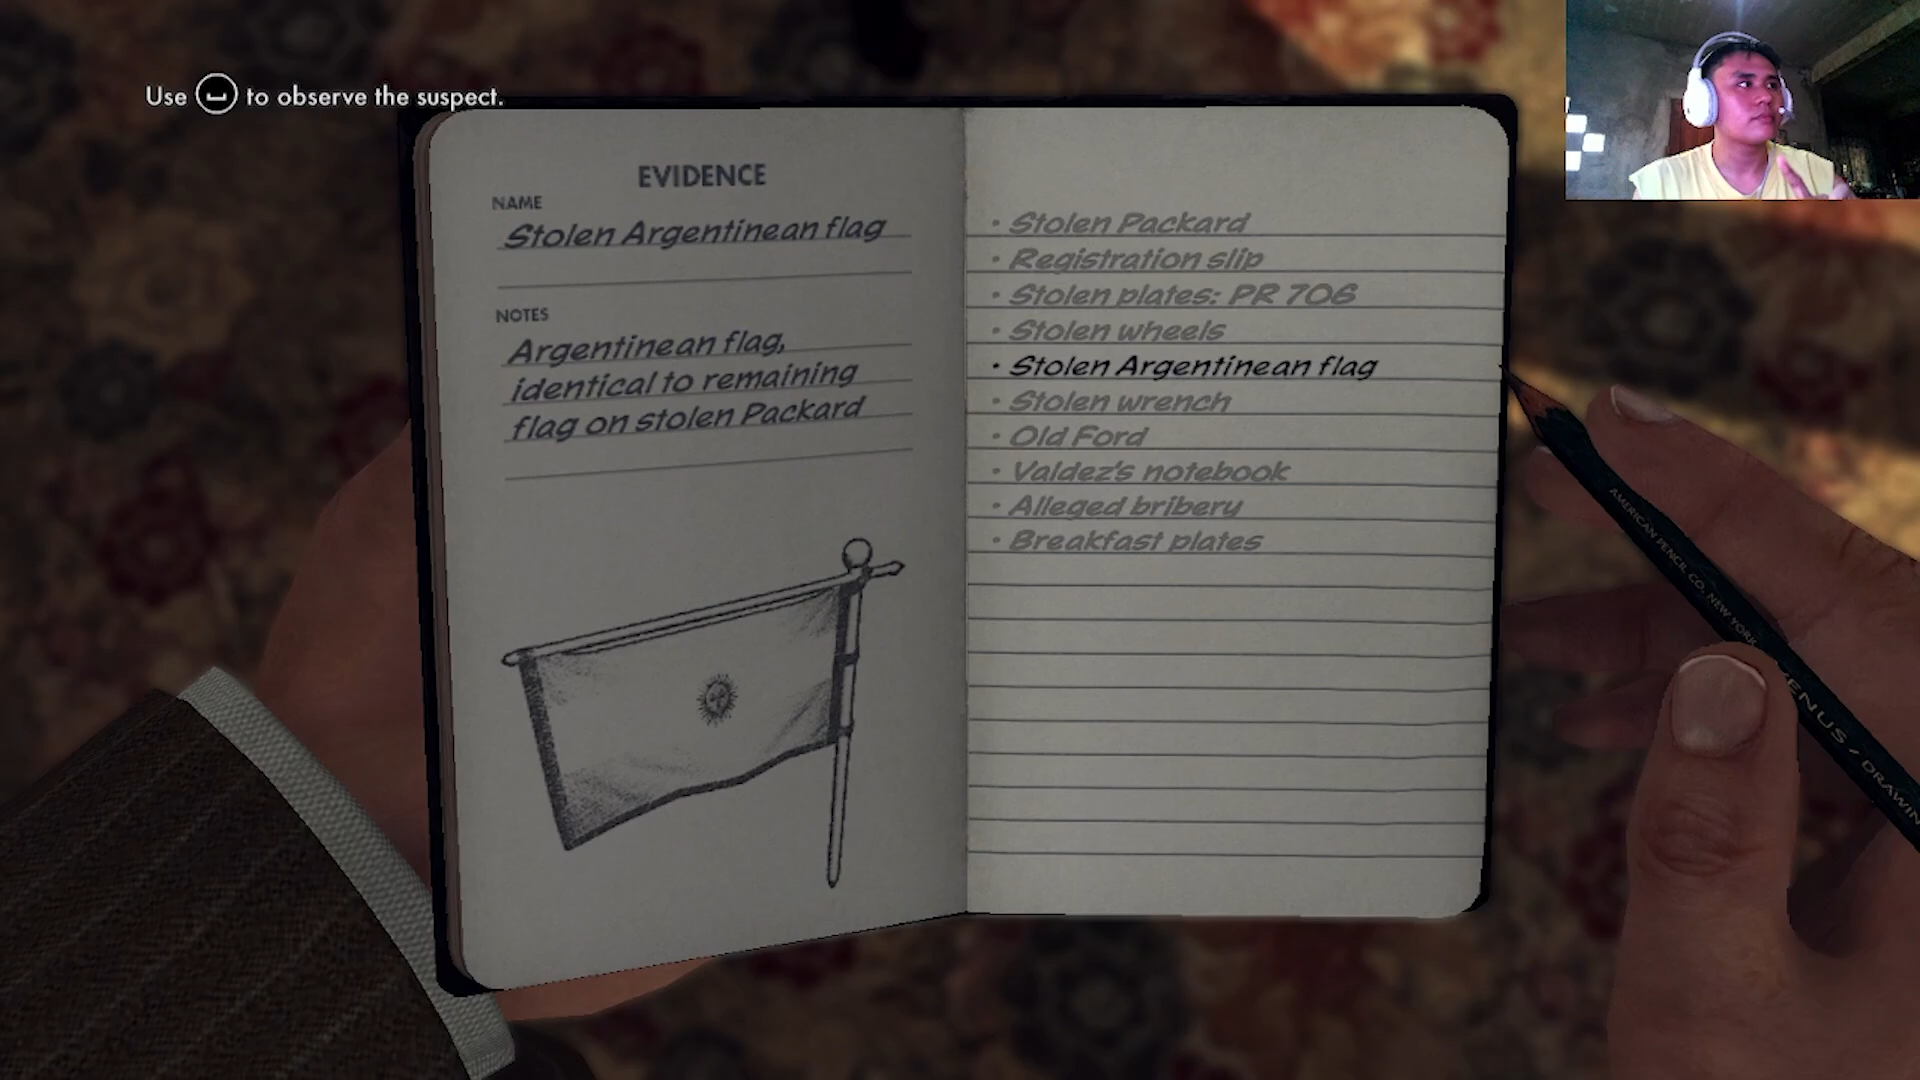 Use to observe the suspect.
EVIDENCE
NAME
Stolen Argentinean flag
NOTES
Argentinean flag,
identical to remaining
flag on stolen Packard
• Stolen Packard
• Registration slip
• Stolen plates: PR 706
• Stolen wheels
• Stolen Argentinean flag
• Stolen wrench
• Old Ford
• Valdez's notebook
• Alleged bribery
• Breakfast plates
AMERICAN PENCIL CO. NEW YORK
VENUS / DRAWIN